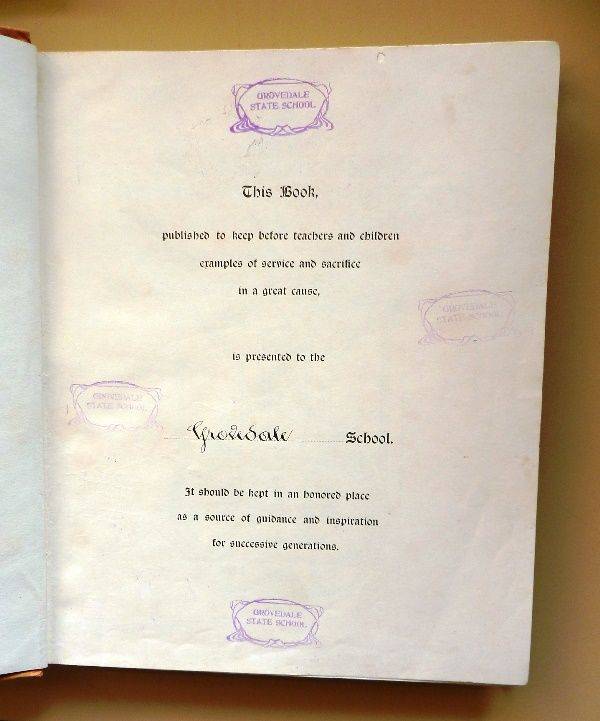 GROVEDALE
STATE SCHOOL
This Book,
published to keep before teachers and children
examples of service and sacrifice
in a great cause,
GROVEDALE
STATE SCHOOL
is presented to the
GROVEDALE
STATE SCHOOL
Grovedale School.
It should be kept in an honored place
as a source of guidance and inspiration
for successive generations.
GROVEDALE
STATE SCHOOL